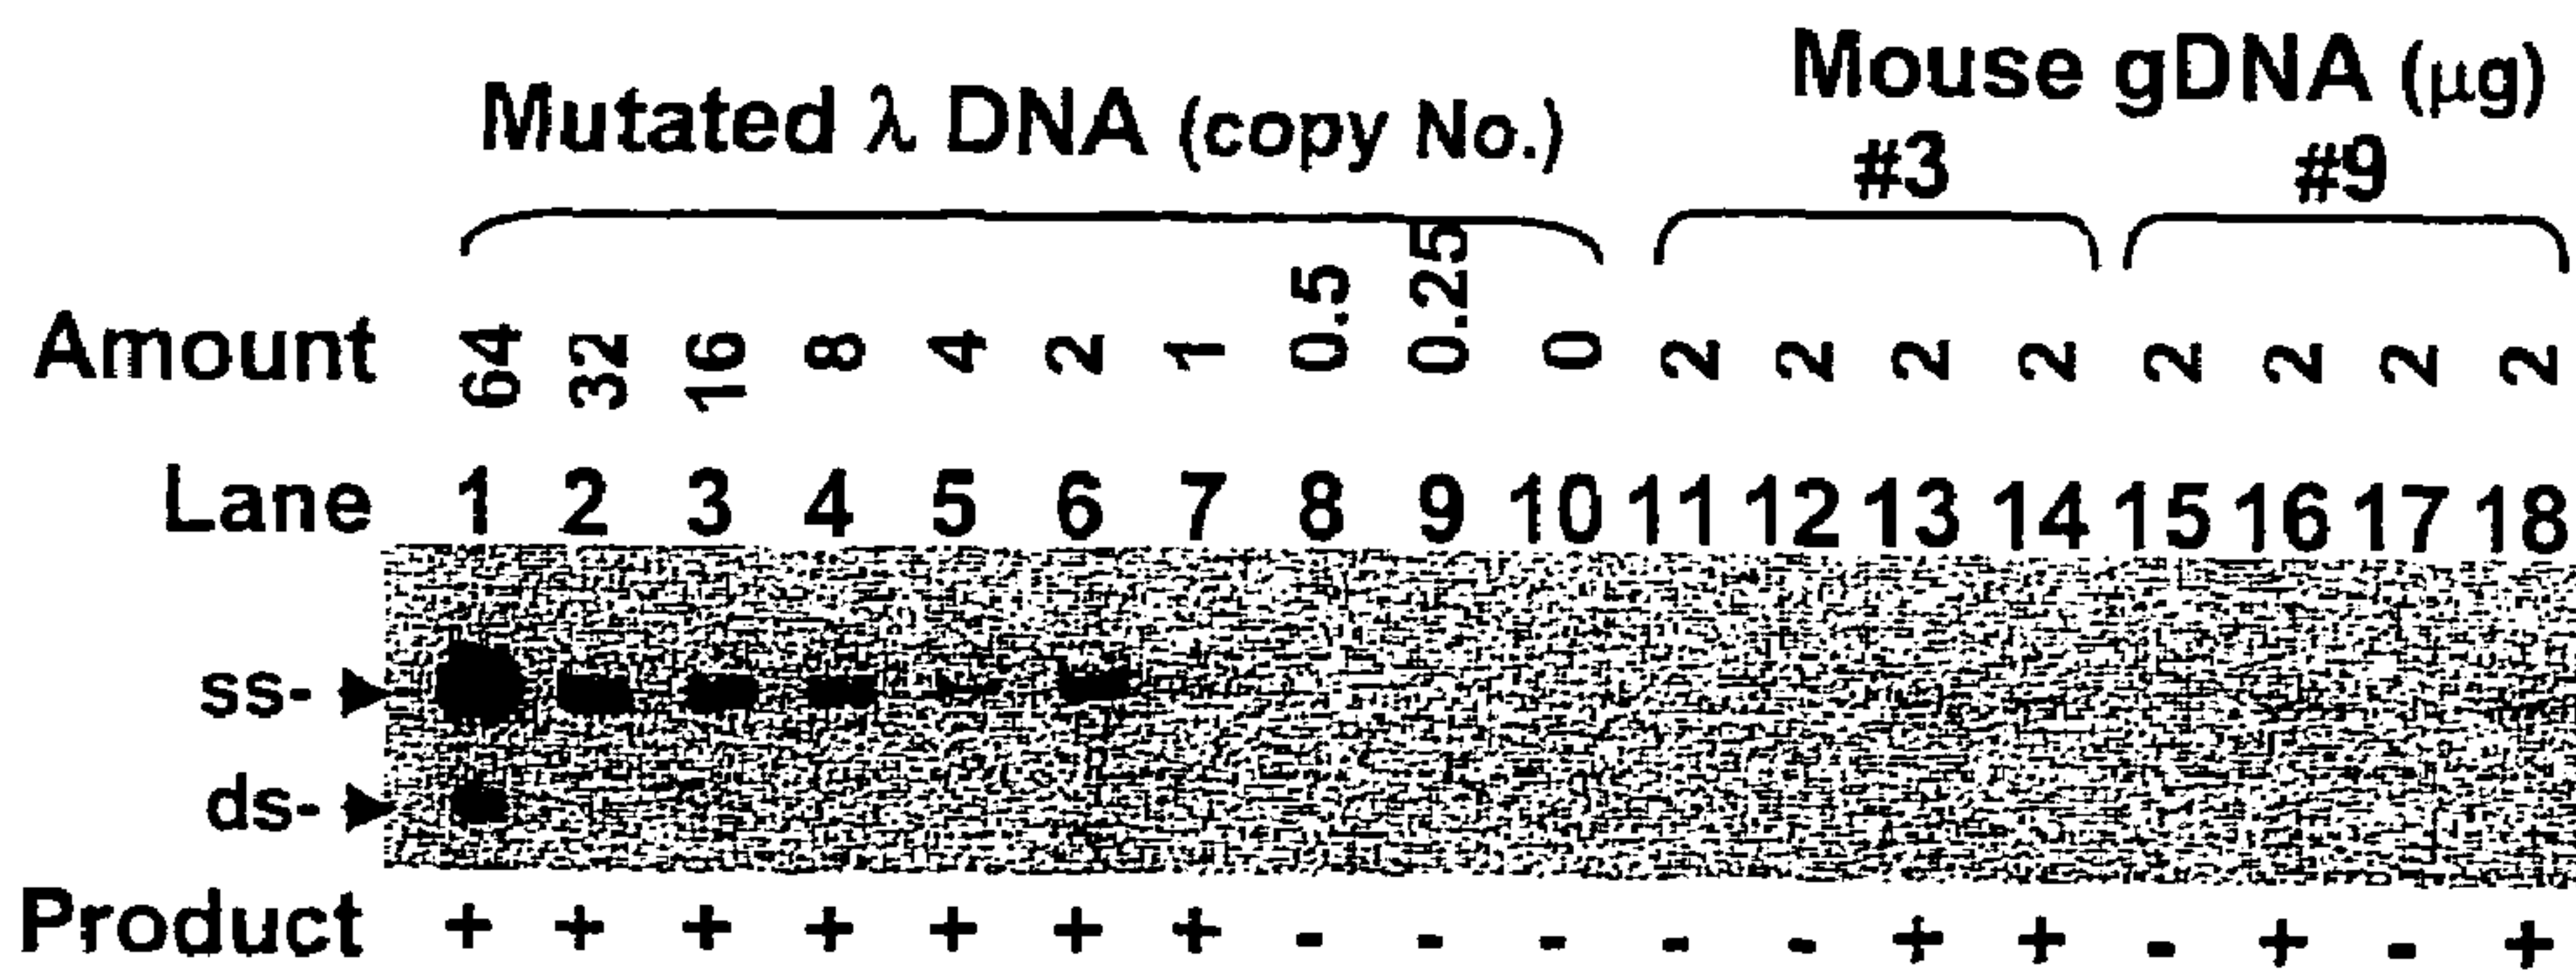 Mutated λ DNA (copy No.) Mouse gDNA (μg)
#3 #9
Amount 64 32 16 8 4 2 1 0.5 0.25 0 2 2 2 2 2 2 2 2
Lane 1 2 3 4 5 6 7 8 9 10 11 12 13 14 15 16 17 18
ss-
ds-
Product + + + + + + + - - - - - + + - + - +